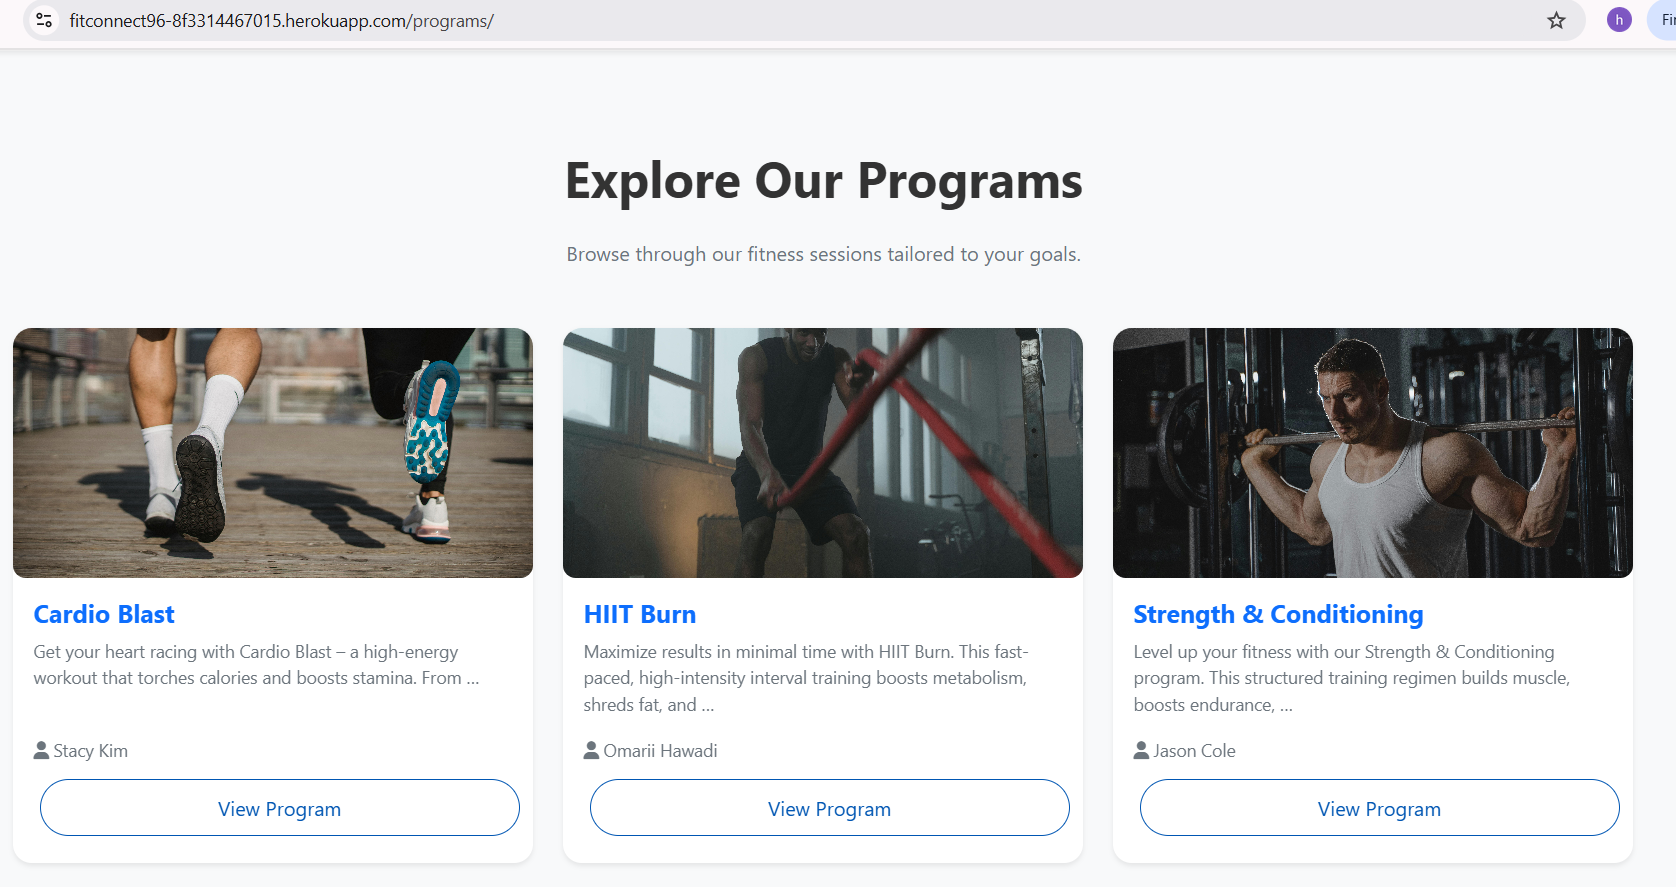 fitconnect96-8f3314467015.herokuapp.com/programs/
h
Explore Our Programs
Browse through our fitness sessions tailored to your goals.
Cardio Blast
Get your heart racing with Cardio Blast – a high-energy
workout that torches calories and boosts stamina. From ...
Stacy Kim
View Program
HIIT Burn
Maximize results in minimal time with HIIT Burn. This fast-
paced, high-intensity interval training boosts metabolism,
shreds fat, and ...
Omarii Hawadi
View Program
Strength & Conditioning
Level up your fitness with our Strength & Conditioning
program. This structured training regimen builds muscle,
boosts endurance, ...
Jason Cole
View Program